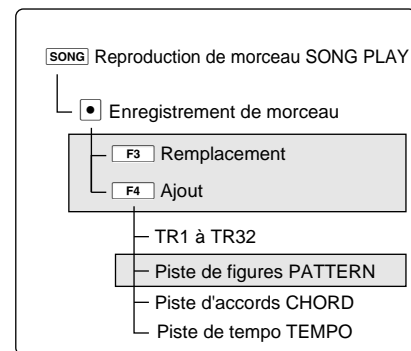 SONG Reproduction de morceau SONG PLAY
Enregistrement de morceau
F3 Remplacement
F4 Ajout
TR1 à TR32
Piste de figures PATTERN
Piste d'accords CHORD
Piste de tempo TEMPO